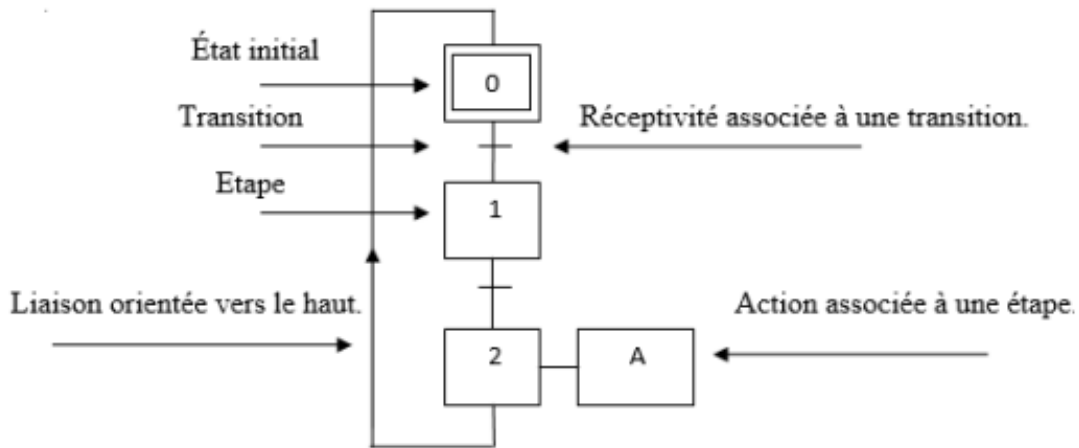 État initial
0
Transition
Réceptivité associée à une transition.
Etape
1
Liaison orientée vers le haut.
Action associée à une étape.
2
A